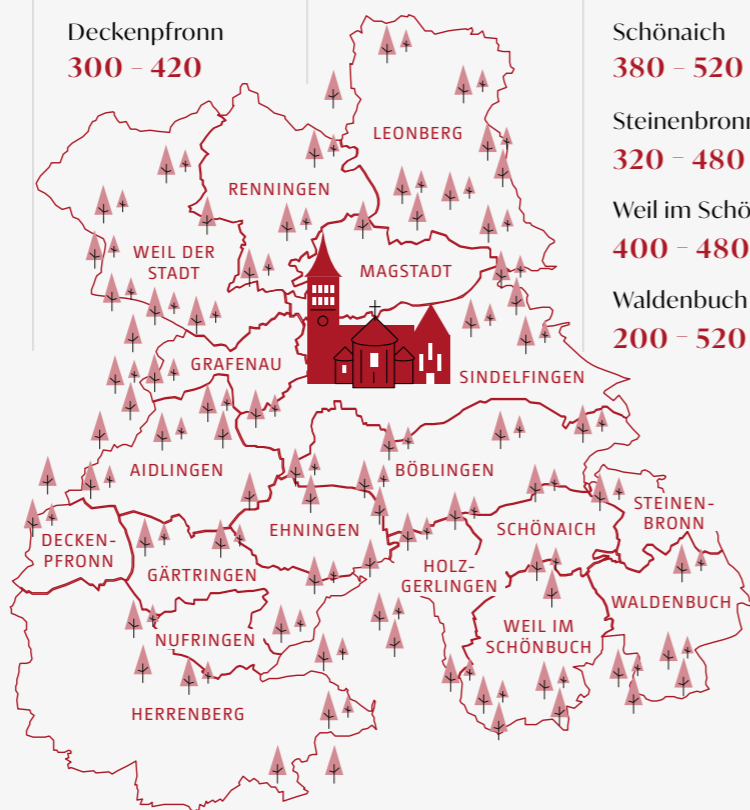 Deckenpfronn
300 – 420
Schönaich
380 – 520
Steinenbronn
320 – 480
Weil im Schö
400 – 480
Waldenbuch
200 – 520
LEONBERG
RENNINGEN
WEIL DER
STADT
MAGSTADT
GRAFENAU
SINDELFINGEN
AIDLINGEN
BÖBLINGEN
STEINEN-
BRONN
DECKEN-
PFRONN
EHNINGEN
SCHÖNAICH
GÄRTRINGEN
HOLZ-
GERLINGEN
WALDENBUCH
NUFRINGEN
WEIL IM
SCHÖNBUCH
HERRENBERG